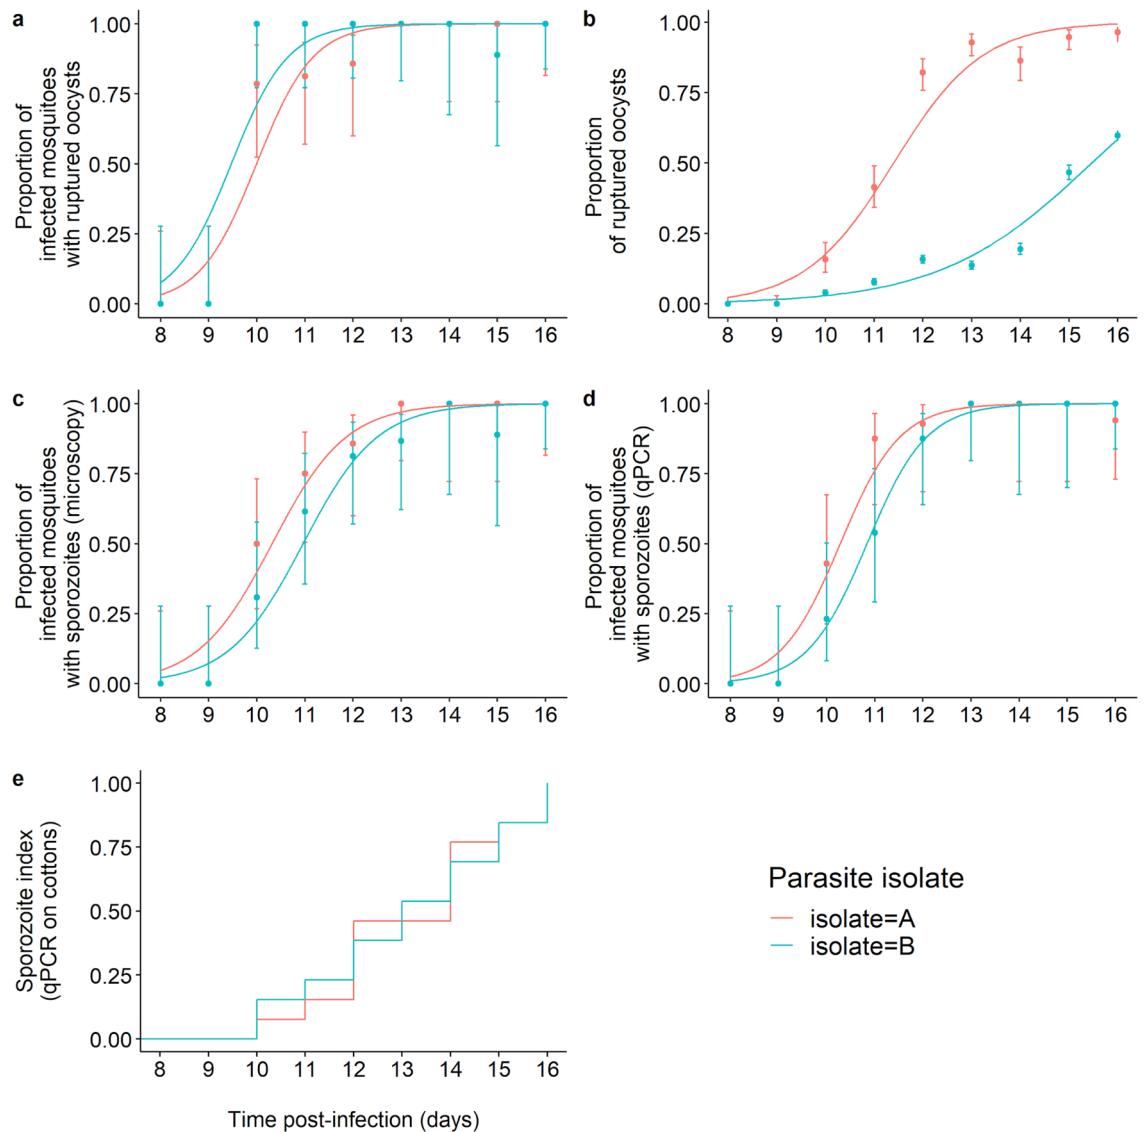 a
Proportion of
infected mosquitoes
with ruptured oocysts
1.00
0.75
0.50
0.25
0.00
8 9 10 11 12 13 14 15 16
b
Proportion
of ruptured oocysts
1.00
0.75
0.50
0.25
0.00
8 9 10 11 12 13 14 15 16
c
Proportion of
infected mosquitoes
with sporozoites (microscopy)
1.00
0.75
0.50
0.25
0.00
8 9 10 11 12 13 14 15 16
d
Proportion of
infected mosquitoes
with sporozoites (qPCR)
1.00
0.75
0.50
0.25
0.00
8 9 10 11 12 13 14 15 16
e
Sporozoite index
(qPCR on cottons)
1.00
0.75
0.50
0.25
0.00
8 9 10 11 12 13 14 15 16
Time post-infection (days)
Parasite isolate
isolate=A
isolate=B